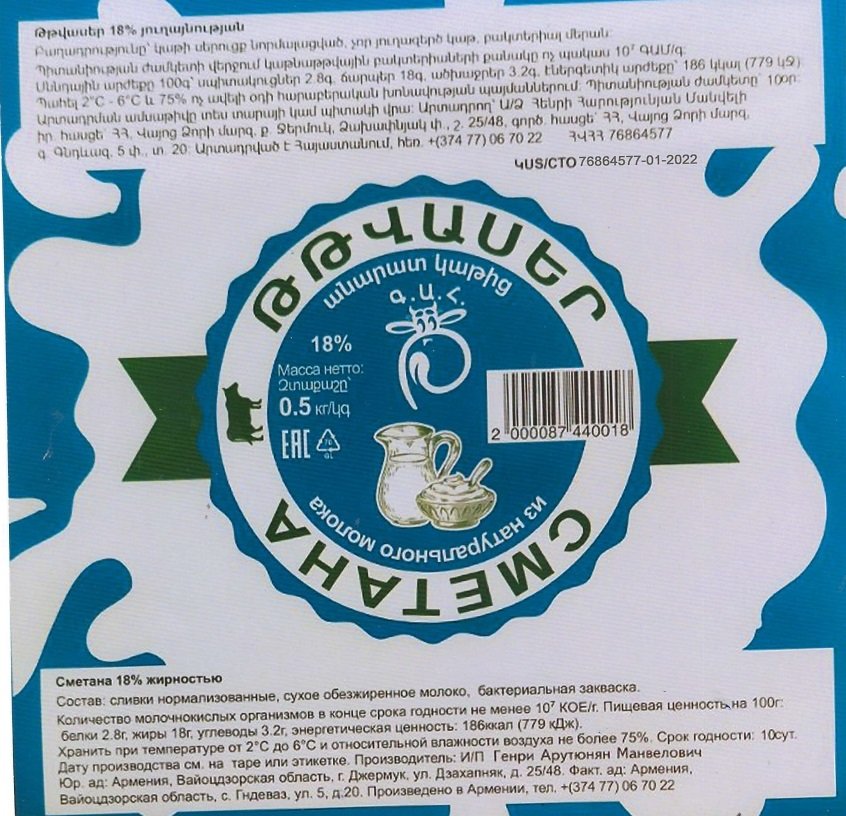 Թթվասեր 18% յուղայնության
Բաղադրությունը՝ կաթի սերուցք նորմալացված, չոր յուղազերծ կաթ, բակտերիալ մերան:
Պիտանիության ժամկետի վերջում կաթնաթթվային բակտերիաների քանակը ոչ պակաս 10⁷ ԳԱՄ/գ:
Սննդային արժեքը 100գ՝ սպիտակուցներ 2.8գ, ճարպեր 18գ, ածխաջրեր 3.2գ, էներգետիկ արժեքը՝ 186 կկալ (779 կՋ):
Պահել 2°C - 6°C և 75% ոչ ավելի օդի հարաբերական խոնավության պայմաններում: Պիտանիության ժամկետը՝ 10օր:
Արտադրման ամսաթիվը տես տարայի կամ պիտակի վրա: Արտադրող՝ Ա/Ձ Հենրի Հարությունյան Մանվելի
իր. հասցե՝ ՀՀ, Վայոց Ձորի մարզ, ք. Ջերմուկ, Ձախափնյակ փ., շ. 25/48, գործ. հասցե՝ ՀՀ, Վայոց Ձորի մարզ,
գ. Գնդևազ, 5 փ., տ. 20: Արտադրված է Հայաստանում, հեռ. +(374 77) 06 70 22 ՀՎՀՀ 76864577
ԿUS/СТО 76864577-01-2022
ԹԹՎԱՍԵՐ
անարատ կաթից
Գ.Ա.Հ.
18%
Масса нетто:
Զտաքաշը՝
0.5 кг/կգ
EAC
2 000087 440018
из натурального молока
СМЕТАНА
Сметана 18% жирностью
Состав: сливки нормализованные, сухое обезжиренное молоко, бактериальная закваска.
Количество молочнокислых организмов в конце срока годности не менее 10⁷ КОЕ/г. Пищевая ценность на 100г:
белки 2.8г, жиры 18г, углеводы 3.2г, энергетическая ценность: 186ккал (779 кДж).
Хранить при температуре от 2°С до 6°С и относительной влажности воздуха не более 75%. Срок годности: 10сут.
Дату производства см. на таре или этикетке. Производитель: И/П Генри Арутюнян Манвелович
Юр. ад: Армения, Вайоцдзорская область, г. Джермук, ул. Дзахапняк, д. 25/48. Факт. ад: Армения,
Вайоцдзорская область, с. Гндеваз, ул. 5, д.20. Произведено в Армении, тел. +(374 77) 06 70 22